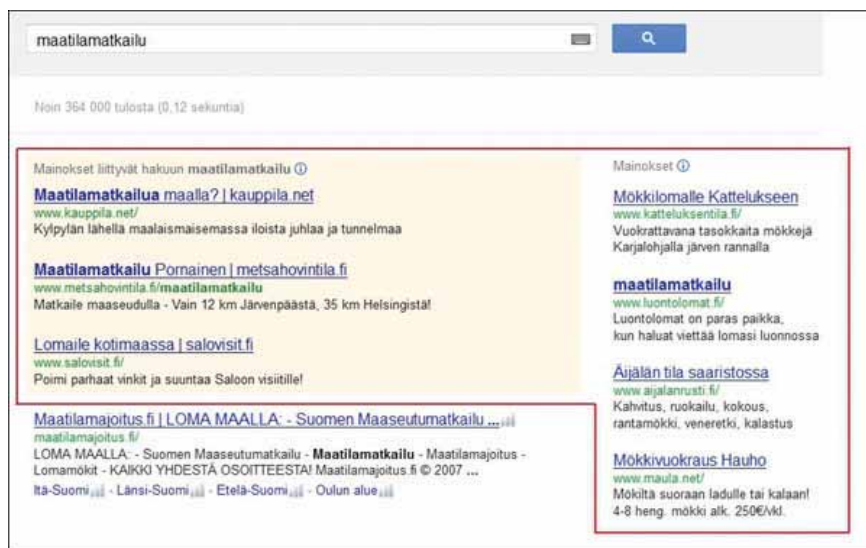 maatilamatkailu
Noin 364 000 tulosta (0,12 sekuntia)
Mainokset liittyvät hakuun maatilamatkailu
Maatilamatkailua maalla? | kauppila.net
www.kauppila.net/
Kylpylän lähellä maalaismaisemassa iloista juhlaa ja tunnelmaa
Maatilamatkailu Pornainen | metsahovintila.fi
www.metsahovintila.fi/maatilamatkailu
Matkaile maaseudulla - Vain 12 km Järvenpäästä, 35 km Helsingistä!
Lomaile kotimaassa | salovisit.fi
www.salovisit.fi/
Poimi parhaat vinkit ja suuntaa Saloon visiitille!
Maatilamajoitus.fi | LOMA MAALLA: - Suomen Maaseutumatkailu ...
maatilamajoitus.fi/
LOMA MAALLA: - Suomen Maaseutumatkailu - Maatilamatkailu - Maatilamajoitus -
Lomamökit - KAIKKI YHDESTÄ OSOITTEESTA! Maatilamajoitus.fi © 2007 ...
Itä-Suomi - Länsi-Suomi - Etelä-Suomi - Oulun alue
Mainokset
Mökkilomalle Kattelukseen
www.katteluksentila.fi/
Vuokrattavana tasokkaita mökkejä
Karjalohjalla järven rannalla
maatilamatkailu
www.luontolomat.fi/
Luontolomat on paras paikka,
kun haluat viettää lomasi luonnossa
Äijälän tila saaristossa
www.aijalanrusti.fi/
Kahvitus, ruokailu, kokous,
rantamökki, veneretki, kalastus
Mökkivuokraus Hauho
www.maula.net/
Mökiltä suoraan ladulle tai kalaan!
4-8 heng. mökki alk. 250€/vkl.